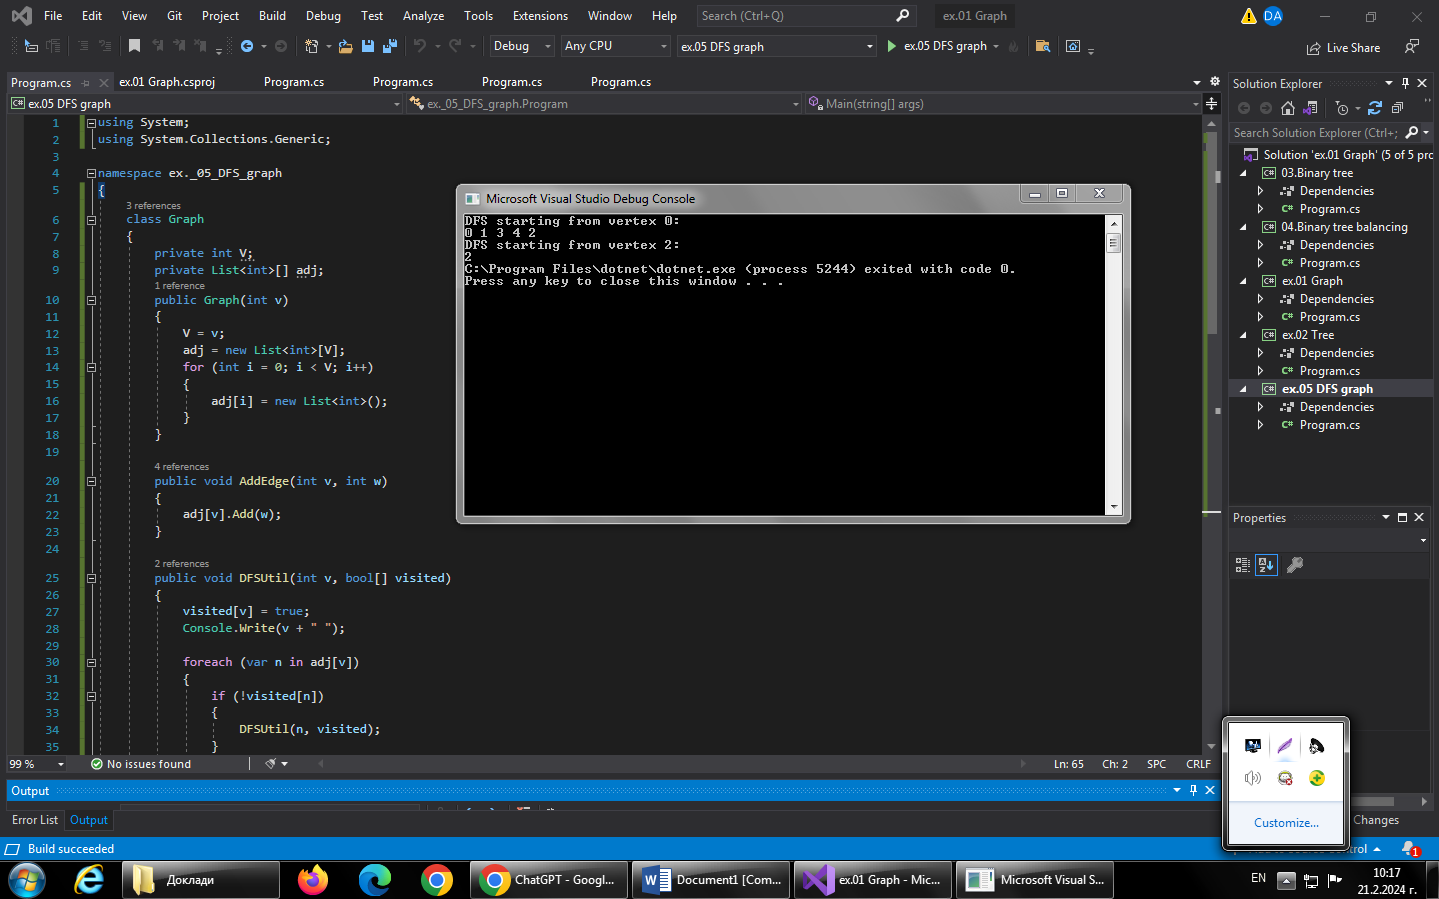 File Edit View Git Project Build Debug Test Analyze Tools Extensions Window Help Search (Ctrl+Q) ex.01 Graph DA
Debug Any CPU ex.05 DFS graph ex.05 DFS graph Live Share
Program.cs ex.01 Graph.csproj Program.cs Program.cs Program.cs Program.cs
ex.05 DFS graph ex._05_DFS_graph.Program Main(string[] args)
1 using System;
2 using System.Collections.Generic;
3
4 namespace ex._05_DFS_graph
5 {
3 references
6 class Graph
7 {
8 private int V;
9 private List<int>[] adj;
1 reference
10 public Graph(int v)
11 {
12 V = v;
13 adj = new List<int>[V];
14 for (int i = 0; i < V; i++)
15 {
16 adj[i] = new List<int>();
17 }
18 }
19
4 references
20 public void AddEdge(int v, int w)
21 {
22 adj[v].Add(w);
23 }
24
2 references
25 public void DFSUtil(int v, bool[] visited)
26 {
27 visited[v] = true;
28 Console.Write(v + " ");
29
30 foreach (var n in adj[v])
31 {
32 if (!visited[n])
33 {
34 DFSUtil(n, visited);
35 }
99 % No issues found Ln: 65 Ch: 2 SPC CRLF
Microsoft Visual Studio Debug Console
DFS starting from vertex 0:
0 1 3 4 2
DFS starting from vertex 2:
2
C:\Program Files\dotnet\dotnet.exe (process 5244) exited with code 0.
Press any key to close this window . . .
Solution Explorer
Search Solution Explorer (Ctrl+;
Solution 'ex.01 Graph' (5 of 5 pro
03.Binary tree
Dependencies
C# Program.cs
04.Binary tree balancing
Dependencies
C# Program.cs
ex.01 Graph
Dependencies
C# Program.cs
ex.02 Tree
Dependencies
C# Program.cs
ex.05 DFS graph
Dependencies
C# Program.cs
Properties
Output
Error List Output
Customize...
Changes
Build succeeded
Control
1
Доклади ChatGPT - Googl... Document1 [Com... ex.01 Graph - Mic... Microsoft Visual S... EN 10:17
21.2.2024 г.